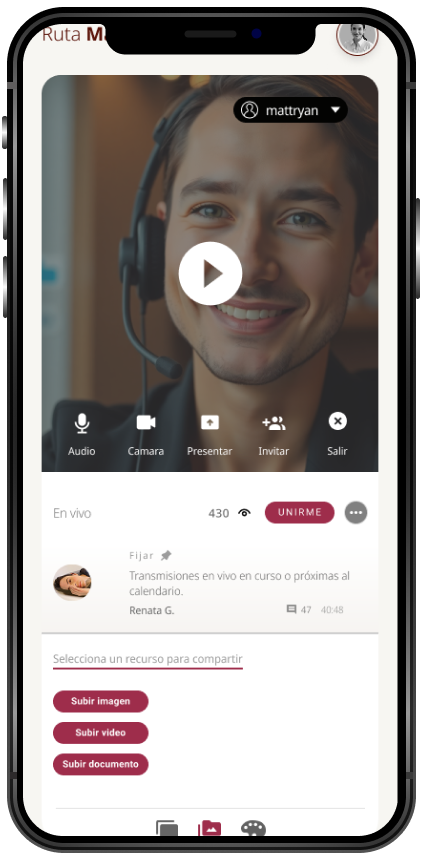 Ruta
mattryan
Audio
Camara
Presentar
Invitar
Salir
En vivo
430
UNIRME
Fijar
Transmisiones en vivo en curso o próximas al
calendario.
Renata G.
47
40:48
Selecciona un recurso para compartir
Subir imagen
Subir video
Subir documento